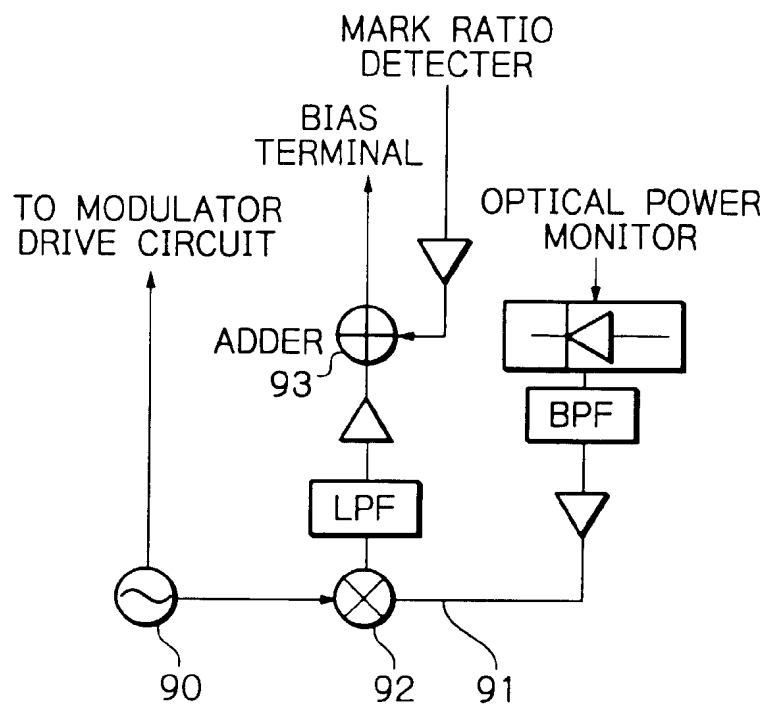 MARK RATIO
DETECTER
BIAS
TERMINAL
TO MODULATOR
DRIVE CIRCUIT
OPTICAL POWER
MONITOR
ADDER
93
BPF
LPF
90
92
91